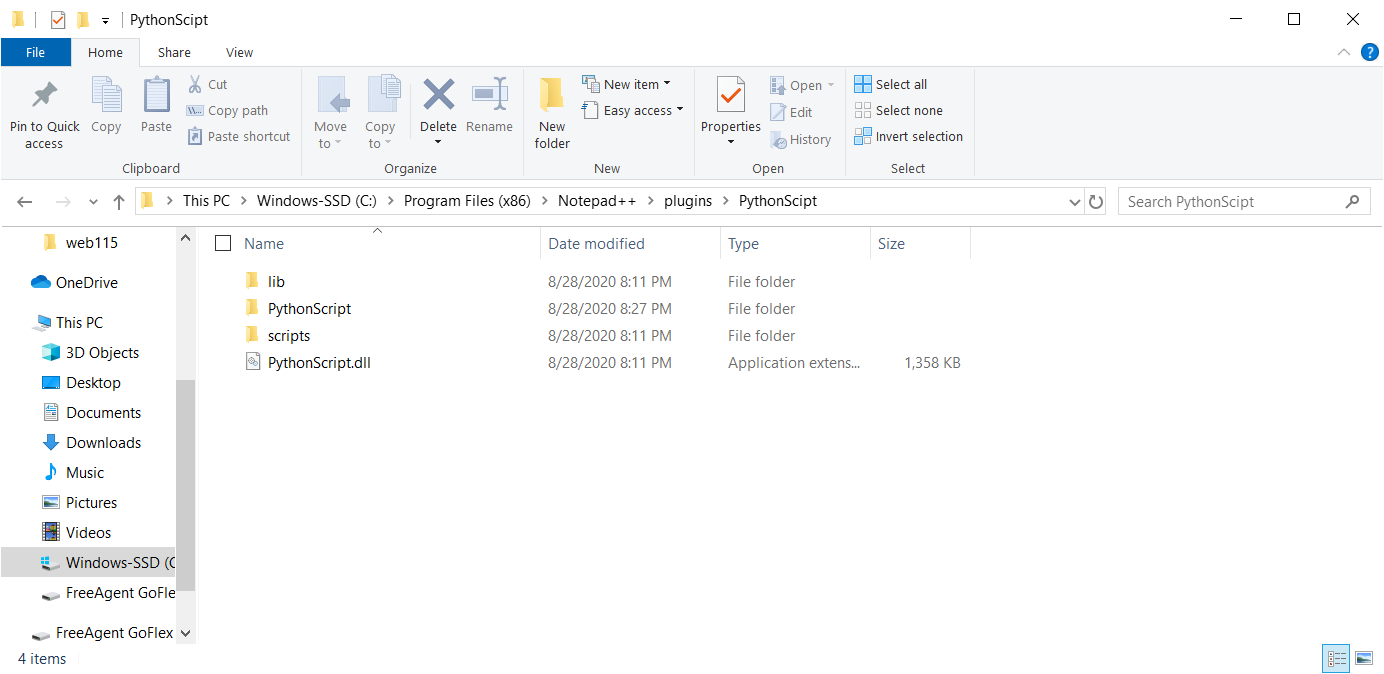 PythonScipt
File Home Share View
Pin to Quick access
Copy
Paste
Cut
Copy path
Paste shortcut
Clipboard
Move to
Copy to
Delete
Rename
Organize
New folder
New item
Easy access
New
Properties
Open
Edit
History
Open
Select all
Select none
Invert selection
Select
This PC > Windows-SSD (C:) > Program Files (x86) > Notepad++ > plugins > PythonScipt
Search PythonScipt
web115
OneDrive
This PC
3D Objects
Desktop
Documents
Downloads
Music
Pictures
Videos
Windows-SSD (C
FreeAgent GoFle
FreeAgent GoFlex
Name Date modified Type Size
lib 8/28/2020 8:11 PM File folder
PythonScript 8/28/2020 8:27 PM File folder
scripts 8/28/2020 8:11 PM File folder
PythonScript.dll 8/28/2020 8:11 PM Application extens... 1,358 KB
4 items